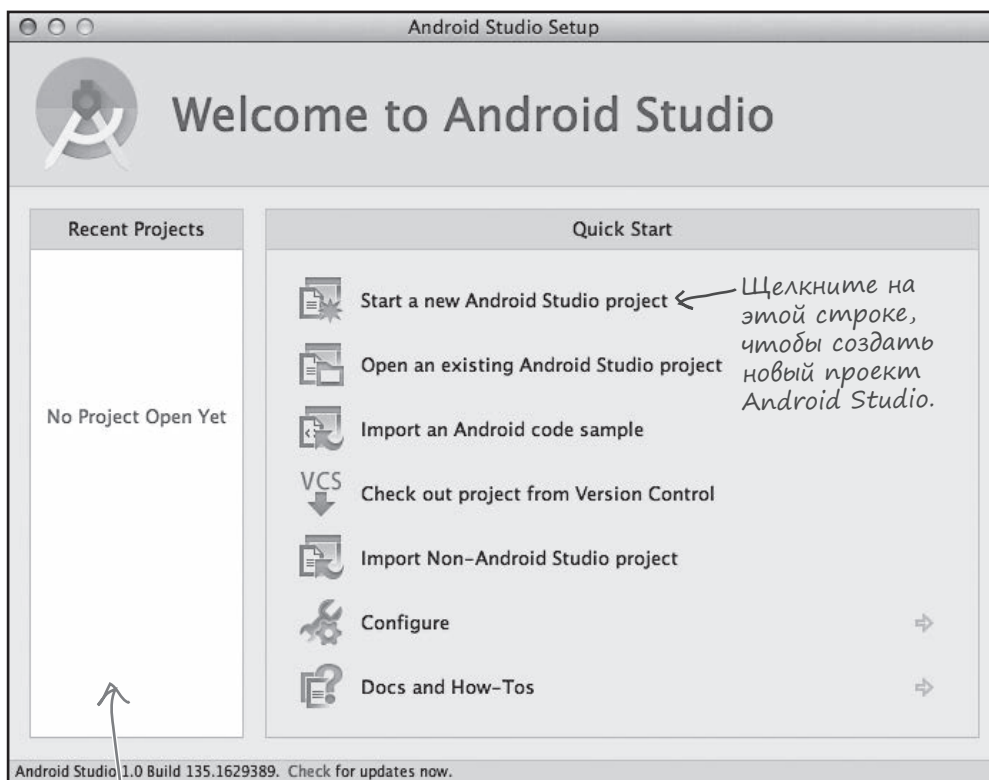 Android Studio Setup
Welcome to Android Studio
Recent Projects
No Project Open Yet
Quick Start
Start a new Android Studio project
Щелкните на
этой строке,
чтобы создать
новый проект
Android Studio.
Open an existing Android Studio project
Import an Android code sample
VCS
Check out project from Version Control
Import Non-Android Studio project
Configure
Docs and How-Tos
Android Studio 1.0 Build 135.1629389. Check for updates now.